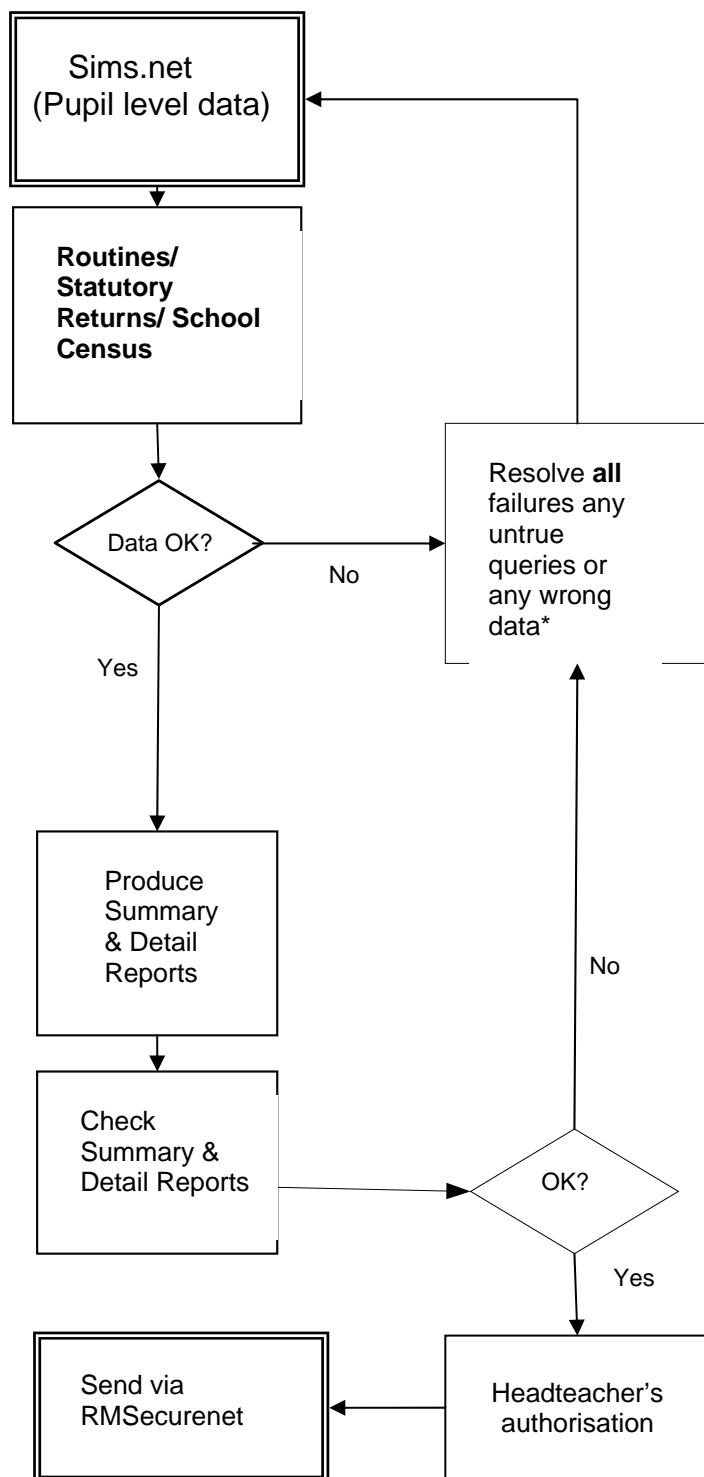 Sims.net
(Pupil level data)
Routines/
Statutory
Returns/ School
Census
Data OK?
No
Resolve all
failures any
untrue
queries or
any wrong
data*
Yes
Produce
Summary
& Detail
Reports
No
Check
Summary &
Detail Reports
OK?
Yes
Send via
RMSecurenet
Headteacher’s
authorisation